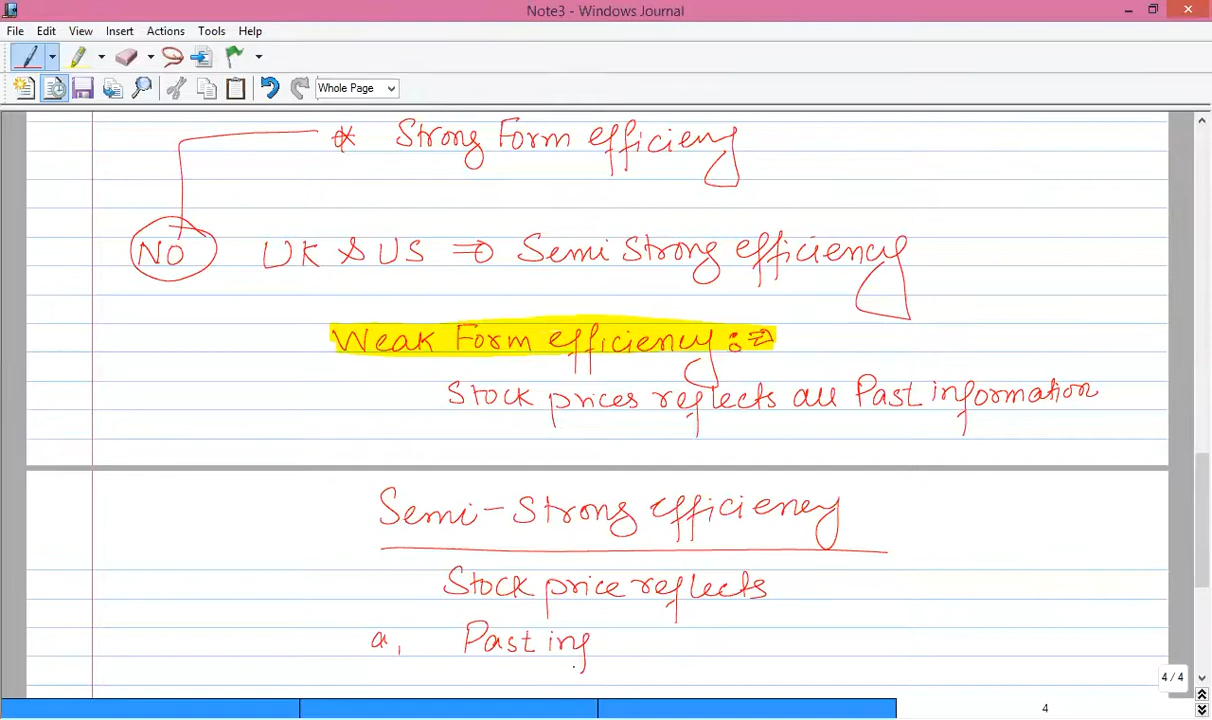 Note3 - Windows Journal
File Edit View Insert Actions Tools Help
Whole Page
* Strong Form efficiency
NO UK & US ⇒ Semi Strong efficiency
Weak Form efficiency :⇒
Stock prices reflects all Past information
Semi-Strong efficiency
Stock price reflects
a, Past inf
4 / 4
4